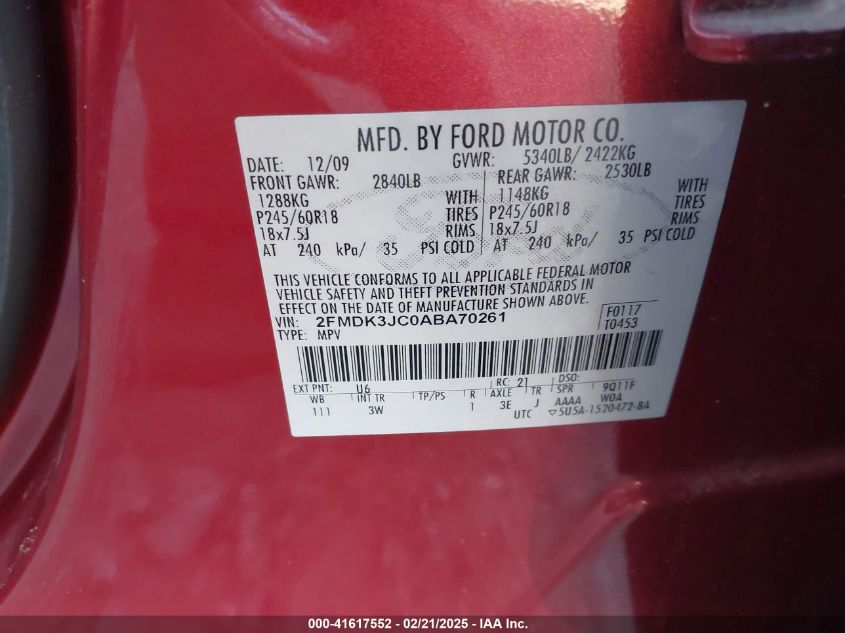 MFD. BY FORD MOTOR CO.
DATE: 12/09 GVWR: 5340LB/ 2422KG
FRONT GAWR: 2840LB REAR GAWR: 2530LB
1288KG WITH 1148KG WITH
P245/60R18 TIRES P245/60R18 TIRES
18x7.5J RIMS 18x7.5J RIMS
AT 240 kPa/ 35 PSI COLD AT 240 kPa/ 35 PSI COLD
THIS VEHICLE CONFORMS TO ALL APPLICABLE FEDERAL MOTOR
VEHICLE SAFETY AND THEFT PREVENTION STANDARDS IN
EFFECT ON THE DATE OF MANUFACTURE SHOWN ABOVE.
VIN: 2FMDK3JC0ABA70261 F0117
TYPE: MPV T0453
EXT PNT: U6 RC: 21 DSO:
WB INT TR TP/PS R AXLE TR SPR 9Q11F
111 3W 1 3E J AAAA W0A
UTC ▽5U5A-1520472-BA
000-41617552 — 02/21/2025 — IAA Inc.